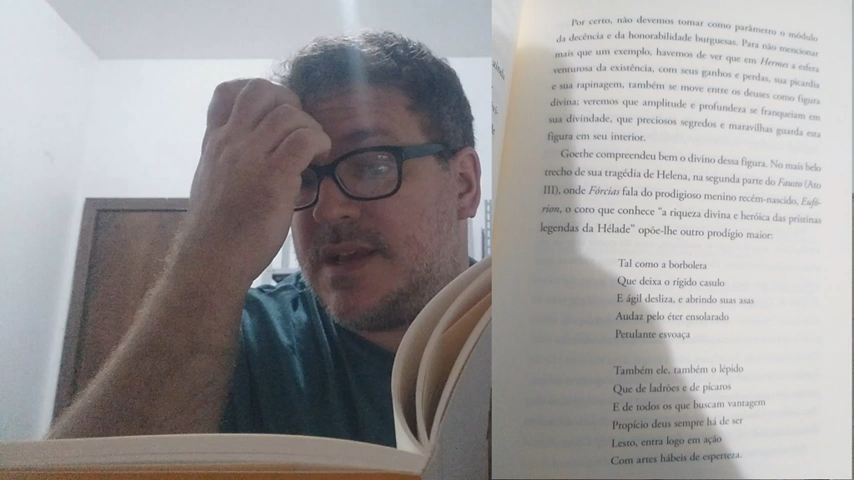 Por certo, não devemos tomar como parâmetro o módulo
da decência e da honorabilidade burguesas. Para não mencionar
mais que um exemplo, havemos de ver que em Hermes a esfera
venturosa da existência, com seus ganhos e perdas, sua picardia
e sua rapinagem, também se move entre os deuses como figura
divina; veremos que amplitude e profundeza se franqueiam em
sua divindade, que preciosos segredos e maravilhas guarda esta
figura em seu interior.
Goethe compreendeu bem o divino dessa figura. No mais belo
trecho de sua tragédia de Helena, na segunda parte do Fausto (Ato
III), onde Fórcias fala do prodigioso menino recém-nascido, Eufó-
rion, o coro que conhece "a riqueza divina e heróica das prístinas
legendas da Hélade" opõe-lhe outro prodígio maior:
Tal como a borboleta
Que deixa o rígido casulo
E ágil desliza, e abrindo suas asas
Audaz pelo éter ensolarado
Petulante esvoaça
Também ele, também o lépido
Que de ladrões e de pícaros
E de todos os que buscam vantagem
Propício deus sempre há de ser
Lesto, entra logo em ação
Com artes hábeis de esperteza.